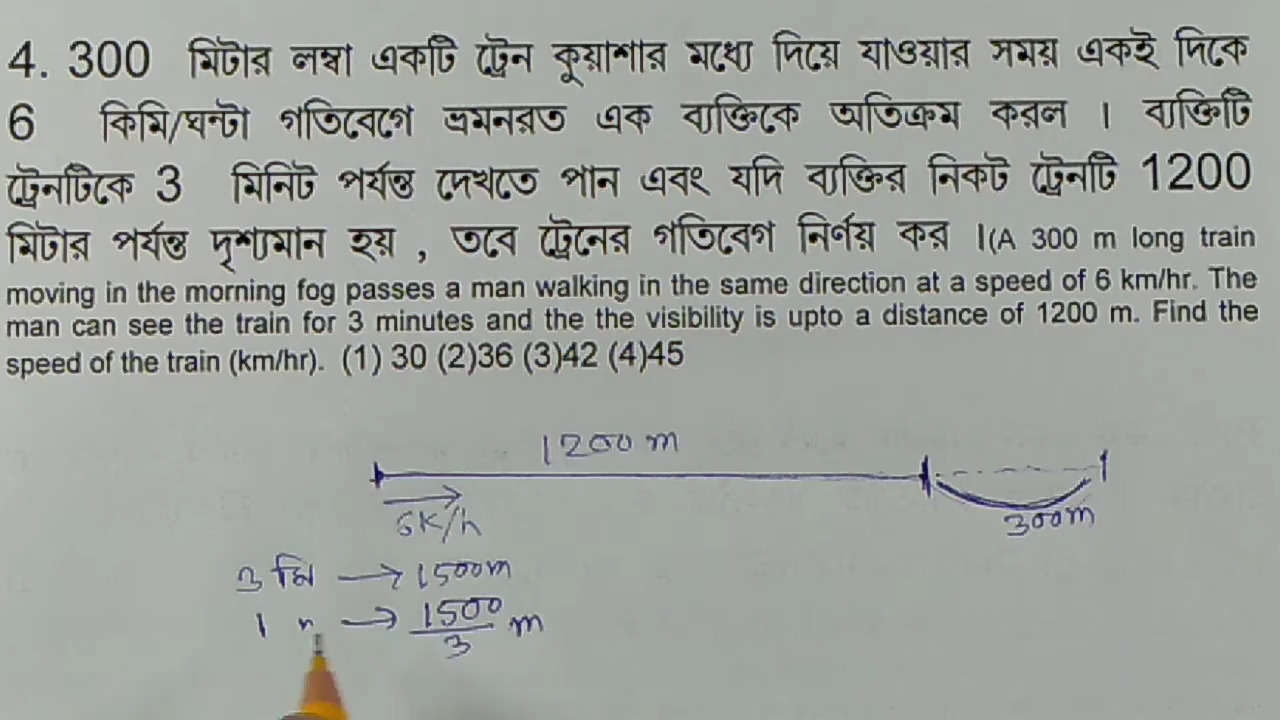 4. 300 মিটার লম্বা একটি ট্রেন কুয়াশার মধ্যে দিয়ে যাওয়ার সময় একই দিকে
6 কিমি/ঘন্টা গতিবেগে ভ্রমনরত এক ব্যক্তিকে অতিক্রম করল । ব্যক্তিটি
ট্রেনটিকে 3 মিনিট পর্যন্ত দেখতে পান এবং যদি ব্যক্তির নিকট ট্রেনটি 1200
মিটার পর্যন্ত দৃশ্যমান হয় , তবে ট্রেনের গতিবেগ নির্ণয় কর ।(A 300 m long train
moving in the morning fog passes a man walking in the same direction at a speed of 6 km/hr. The
man can see the train for 3 minutes and the the visibility is upto a distance of 1200 m. Find the
speed of the train (km/hr). (1) 30 (2)36 (3)42 (4)45
1200 m
6K/h
300m
3 মি → 1500m
1 " → 1500/3 m